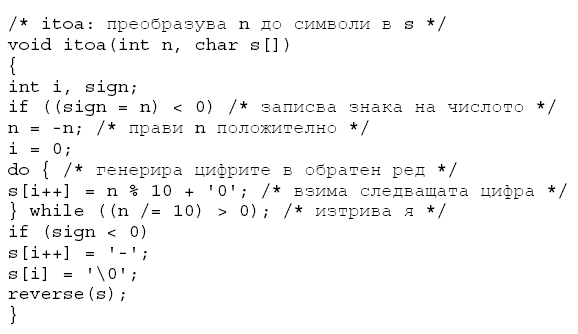 /* itoa: преобразува n до символи в s */
void itoa(int n, char s[])
{
int i, sign;
if ((sign = n) < 0) /* записва знака на числото */
n = -n; /* прави n положително */
i = 0;
do { /* генерира цифрите в обратен ред */
s[i++] = n % 10 + '0'; /* взима следващата цифра */
} while ((n /= 10) > 0); /* изтрива я */
if (sign < 0)
s[i++] = '-';
s[i] = '\0';
reverse(s);
}